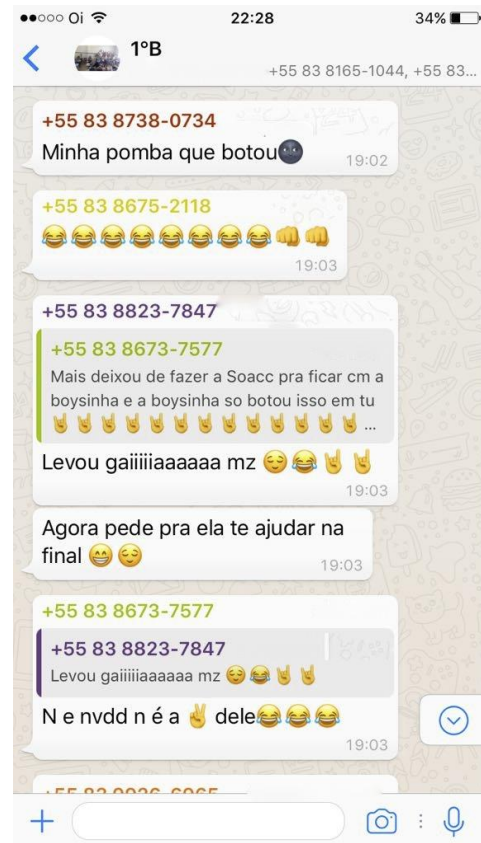 Oi 22:28 34%
1ºB
+55 83 8165-1044, +55 83...
+55 83 8738-0734
Minha pomba que botou🌚 19:02
+55 83 8675-2118
😂😂😂😂😂😂😂😂👊👊
19:03
+55 83 8823-7847
+55 83 8673-7577
Mais deixou de fazer a Soacc pra ficar cm a
boysinha e a boysinha so botou isso em tu
🤘🤘🤘🤘🤘🤘🤘🤘🤘🤘🤘🤘🤘 ...
Levou gaiiiiiaaaaaa mz 😌😂🤘🤘
19:03
Agora pede pra ela te ajudar na
final 😁😌 19:03
+55 83 8673-7577
+55 83 8823-7847
Levou gaiiiiiaaaaaa mz 😌😂🤘🤘
N e nvdd n é a ✌ dele😂😂😂
19:03
+55 83 9926-6965